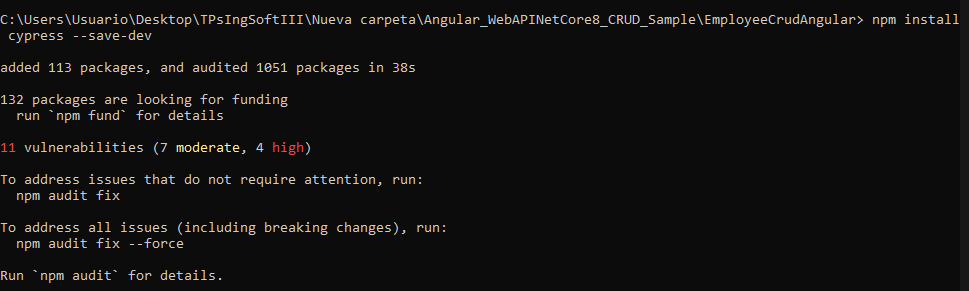 C:\Users\Usuario\Desktop\TPsIngSoftIII\Nueva carpeta\Angular_WebAPINetCore8_CRUD_Sample\EmployeeCrudAngular> npm install
cypress --save-dev
added 113 packages, and audited 1051 packages in 38s
132 packages are looking for funding
run `npm fund` for details
11 vulnerabilities (7 moderate, 4 high)
To address issues that do not require attention, run:
npm audit fix
To address all issues (including breaking changes), run:
npm audit fix --force
Run `npm audit` for details.